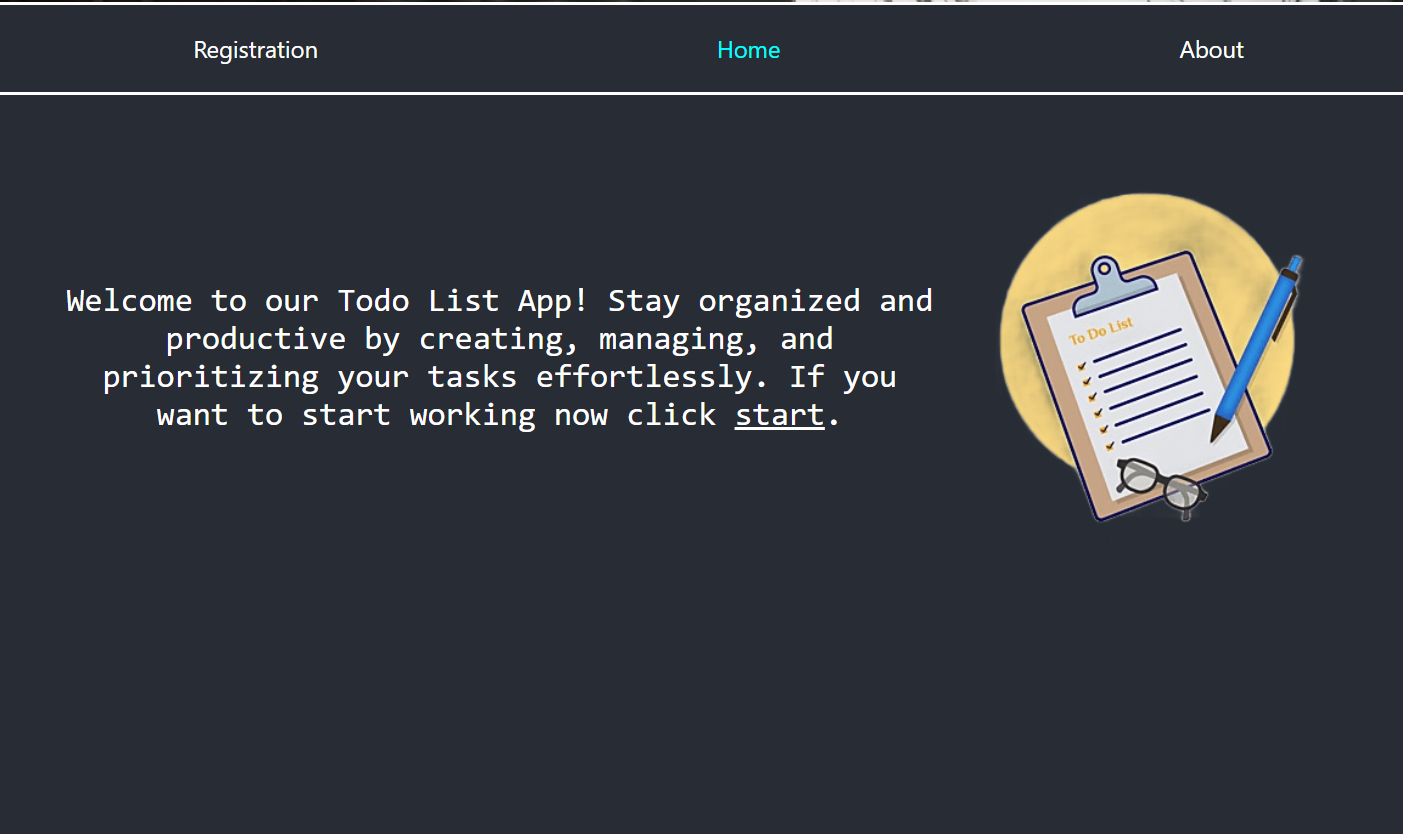 Registration Home About
Welcome to our Todo List App! Stay organized and
productive by creating, managing, and
prioritizing your tasks effortlessly. If you
want to start working now click start.
To Do List